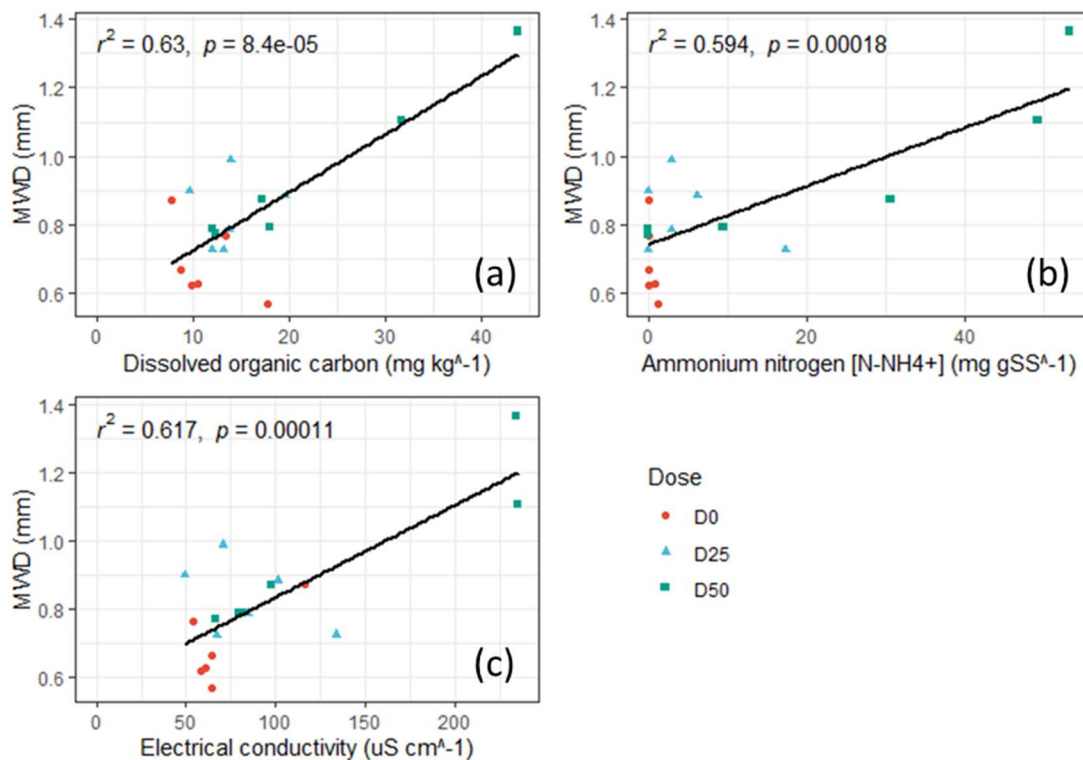 1.4
1.2
1.0
0.8
0.6
MWD (mm)
r² = 0.63, p = 8.4e-05
(a)
0 10 20 30 40
Dissolved organic carbon (mg kg^-1)
1.4
1.2
1.0
0.8
0.6
MWD (mm)
r² = 0.594, p = 0.00018
(b)
0 20 40
Ammonium nitrogen [N-NH4+] (mg gSS^-1)
1.4
1.2
1.0
0.8
0.6
MWD (mm)
r² = 0.617, p = 0.00011
(c)
0 50 100 150 200
Electrical conductivity (uS cm^-1)
Dose
D0
D25
D50